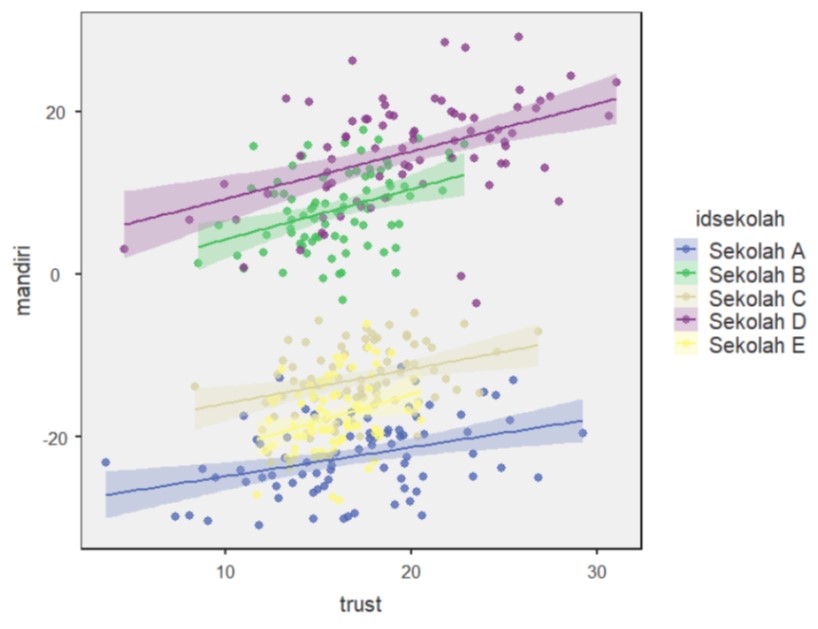 20
0
-20
mandiri
10
20
30
trust
idsekolah
Sekolah A
Sekolah B
Sekolah C
Sekolah D
Sekolah E